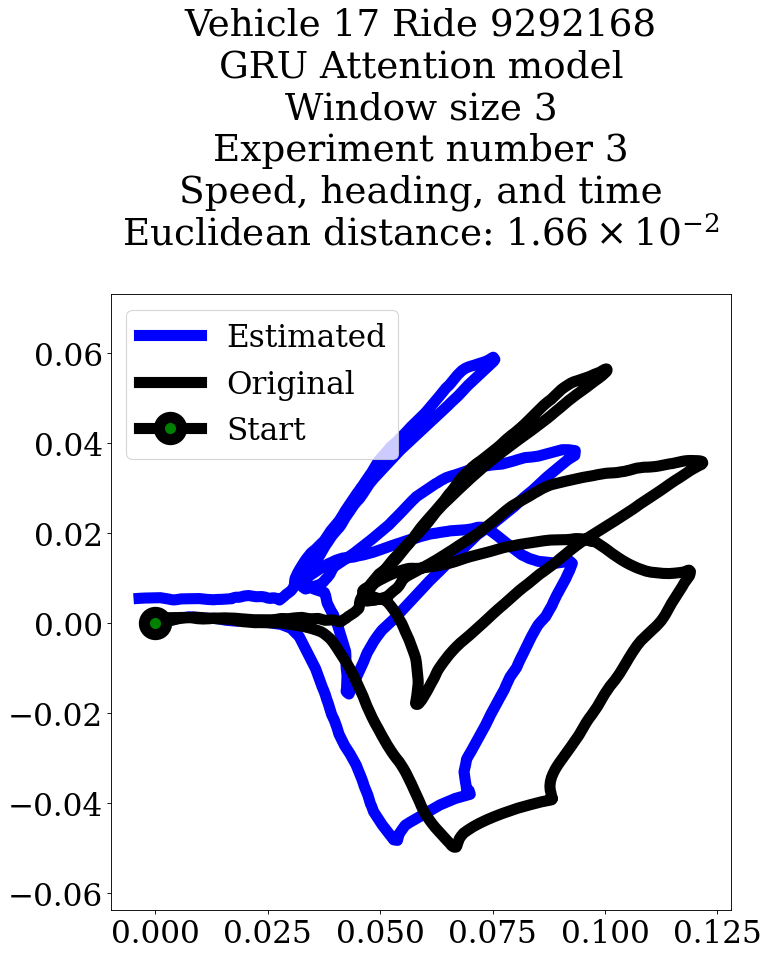 Vehicle 17 Ride 9292168
GRU Attention model
Window size 3
Experiment number 3
Speed, heading, and time
Euclidean distance: 1.66 × 10⁻²
Estimated
Original
Start
0.06
0.04
0.02
0.00
−0.02
−0.04
−0.06
0.000 0.025 0.050 0.075 0.100 0.125